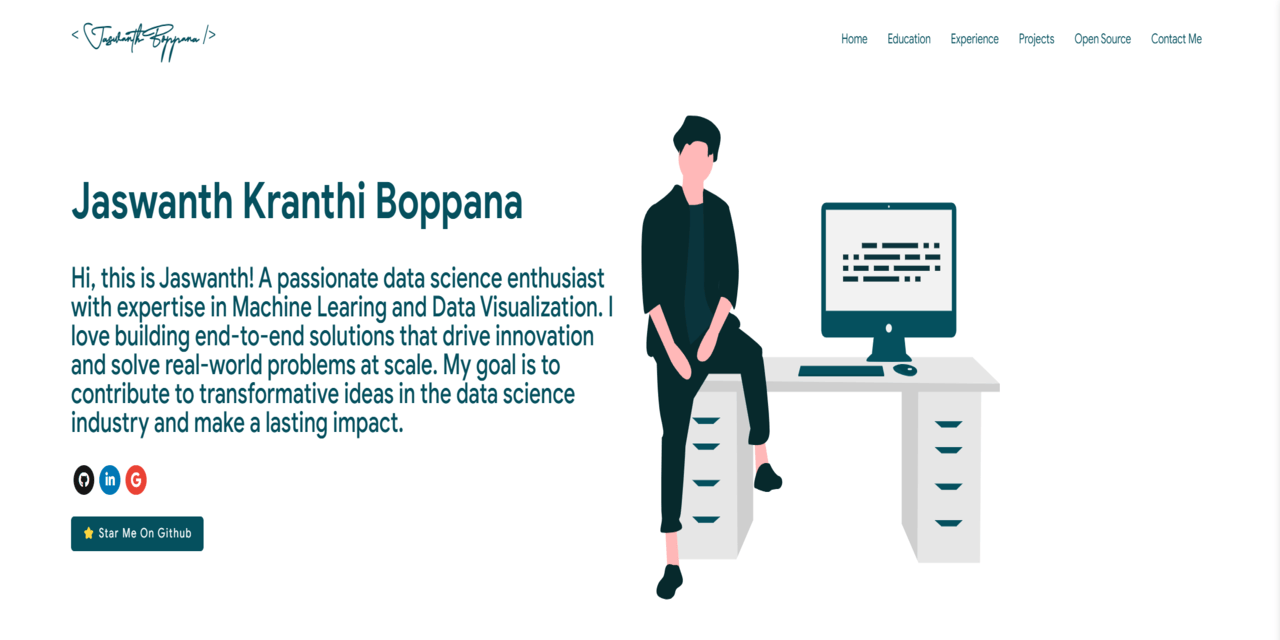 < Jaswanth Boppana />
Home Education Experience Projects Open Source Contact Me
Jaswanth Kranthi Boppana
Hi, this is Jaswanth! A passionate data science enthusiast
with expertise in Machine Learing and Data Visualization. I
love building end-to-end solutions that drive innovation
and solve real-world problems at scale. My goal is to
contribute to transformative ideas in the data science
industry and make a lasting impact.
in G
Star Me On Github